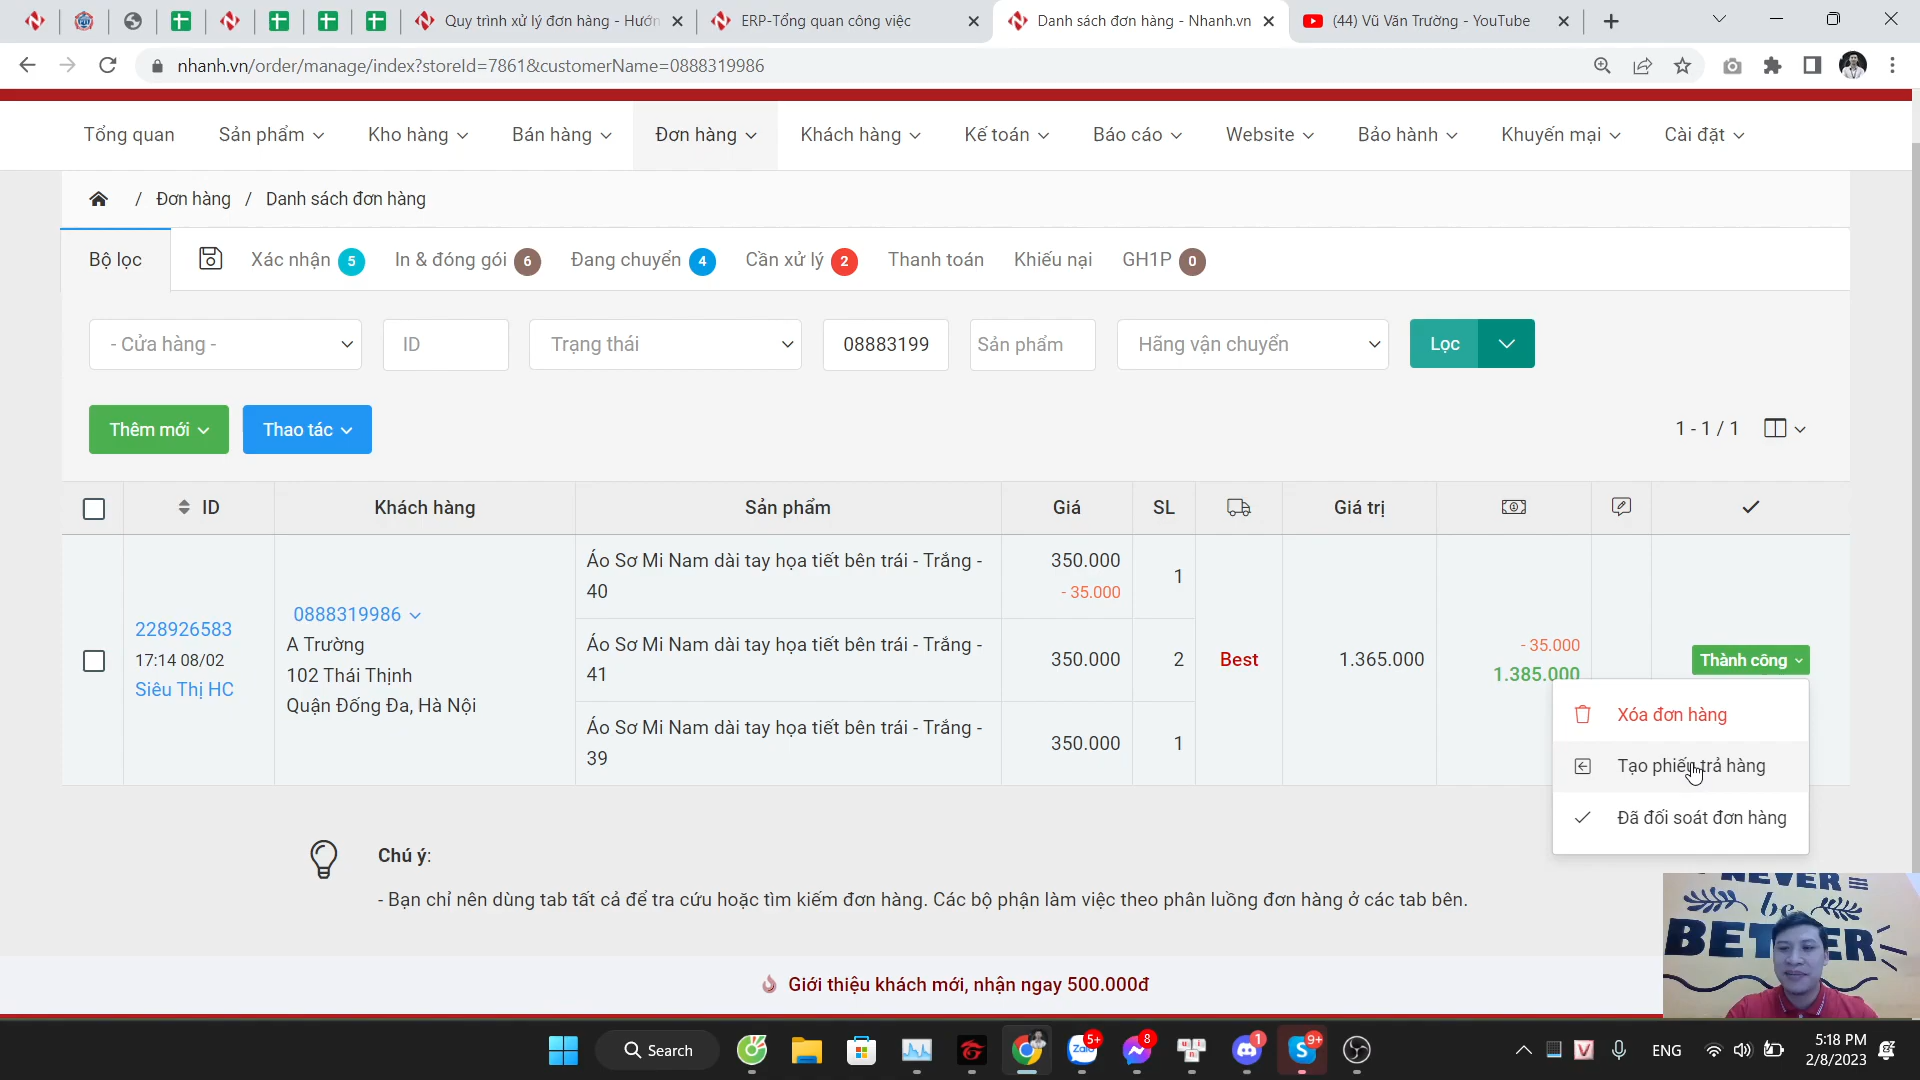 Quy trình xử lý đơn hàng - Hướn
ERP-Tổng quan công việc
Danh sách đơn hàng - Nhanh.vn
(44) Vũ Văn Trường - YouTube
nhanh.vn/order/manage/index?storeId=7861&customerName=0888319986
Tổng quan
Sản phẩm
Kho hàng
Bán hàng
Đơn hàng
Khách hàng
Kế toán
Báo cáo
Website
Bảo hành
Khuyến mại
Cài đặt
/ Đơn hàng / Danh sách đơn hàng
Bộ lọc
Xác nhận 5
In & đóng gói 6
Đang chuyển 4
Cần xử lý 2
Thanh toán
Khiếu nại
GH1P 0
- Cửa hàng -
ID
Trạng thái
08883199
Sản phẩm
Hãng vận chuyển
Lọc
Thêm mới
Thao tác
1 - 1 / 1
ID
Khách hàng
Sản phẩm
Giá
SL
Giá trị
228926583
17:14 08/02
Siêu Thị HC
0888319986
A Trường
102 Thái Thịnh
Quận Đống Đa, Hà Nội
Áo Sơ Mi Nam dài tay họa tiết bên trái - Trắng -
40
350.000
- 35.000
1
Áo Sơ Mi Nam dài tay họa tiết bên trái - Trắng -
41
350.000
2
Áo Sơ Mi Nam dài tay họa tiết bên trái - Trắng -
39
350.000
1
Best
1.365.000
- 35.000
1.385.000
Thành công
Xóa đơn hàng
Tạo phiếu trả hàng
Đã đối soát đơn hàng
Chú ý:
- Bạn chỉ nên dùng tab tất cả để tra cứu hoặc tìm kiếm đơn hàng. Các bộ phận làm việc theo phân luồng đơn hàng ở các tab bên.
Giới thiệu khách mới, nhận ngay 500.000đ
NEVER
be
BETTER
Search
Zalo
5+
8
1
9+
ENG
5:18 PM
2/8/2023